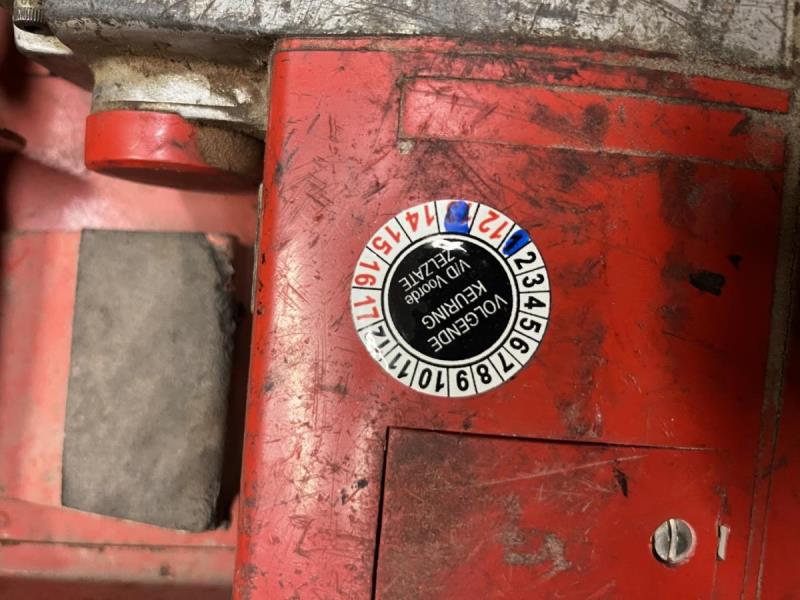 VOLGENDE
KEURING
V/D Voorde
ZELZATE
1 2 3 4 5 6 7 8 9 10 11 12
12 14 15 16 17